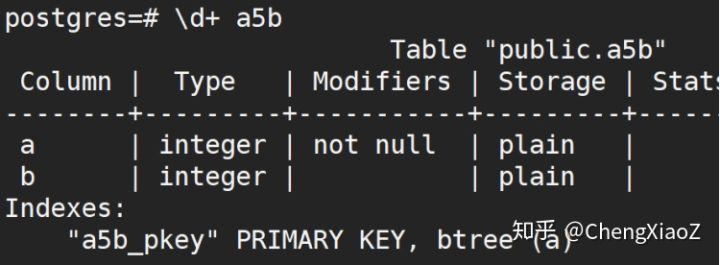 postgres=# \d+ a5b
Table "public.a5b"
Column | Type | Modifiers | Storage | Stats
--------+---------+-----------+---------+-----
a | integer | not null | plain |
b | integer | | plain |
Indexes:
"a5b_pkey" PRIMARY KEY, btree (a)
知乎 @ChengXiaoZ